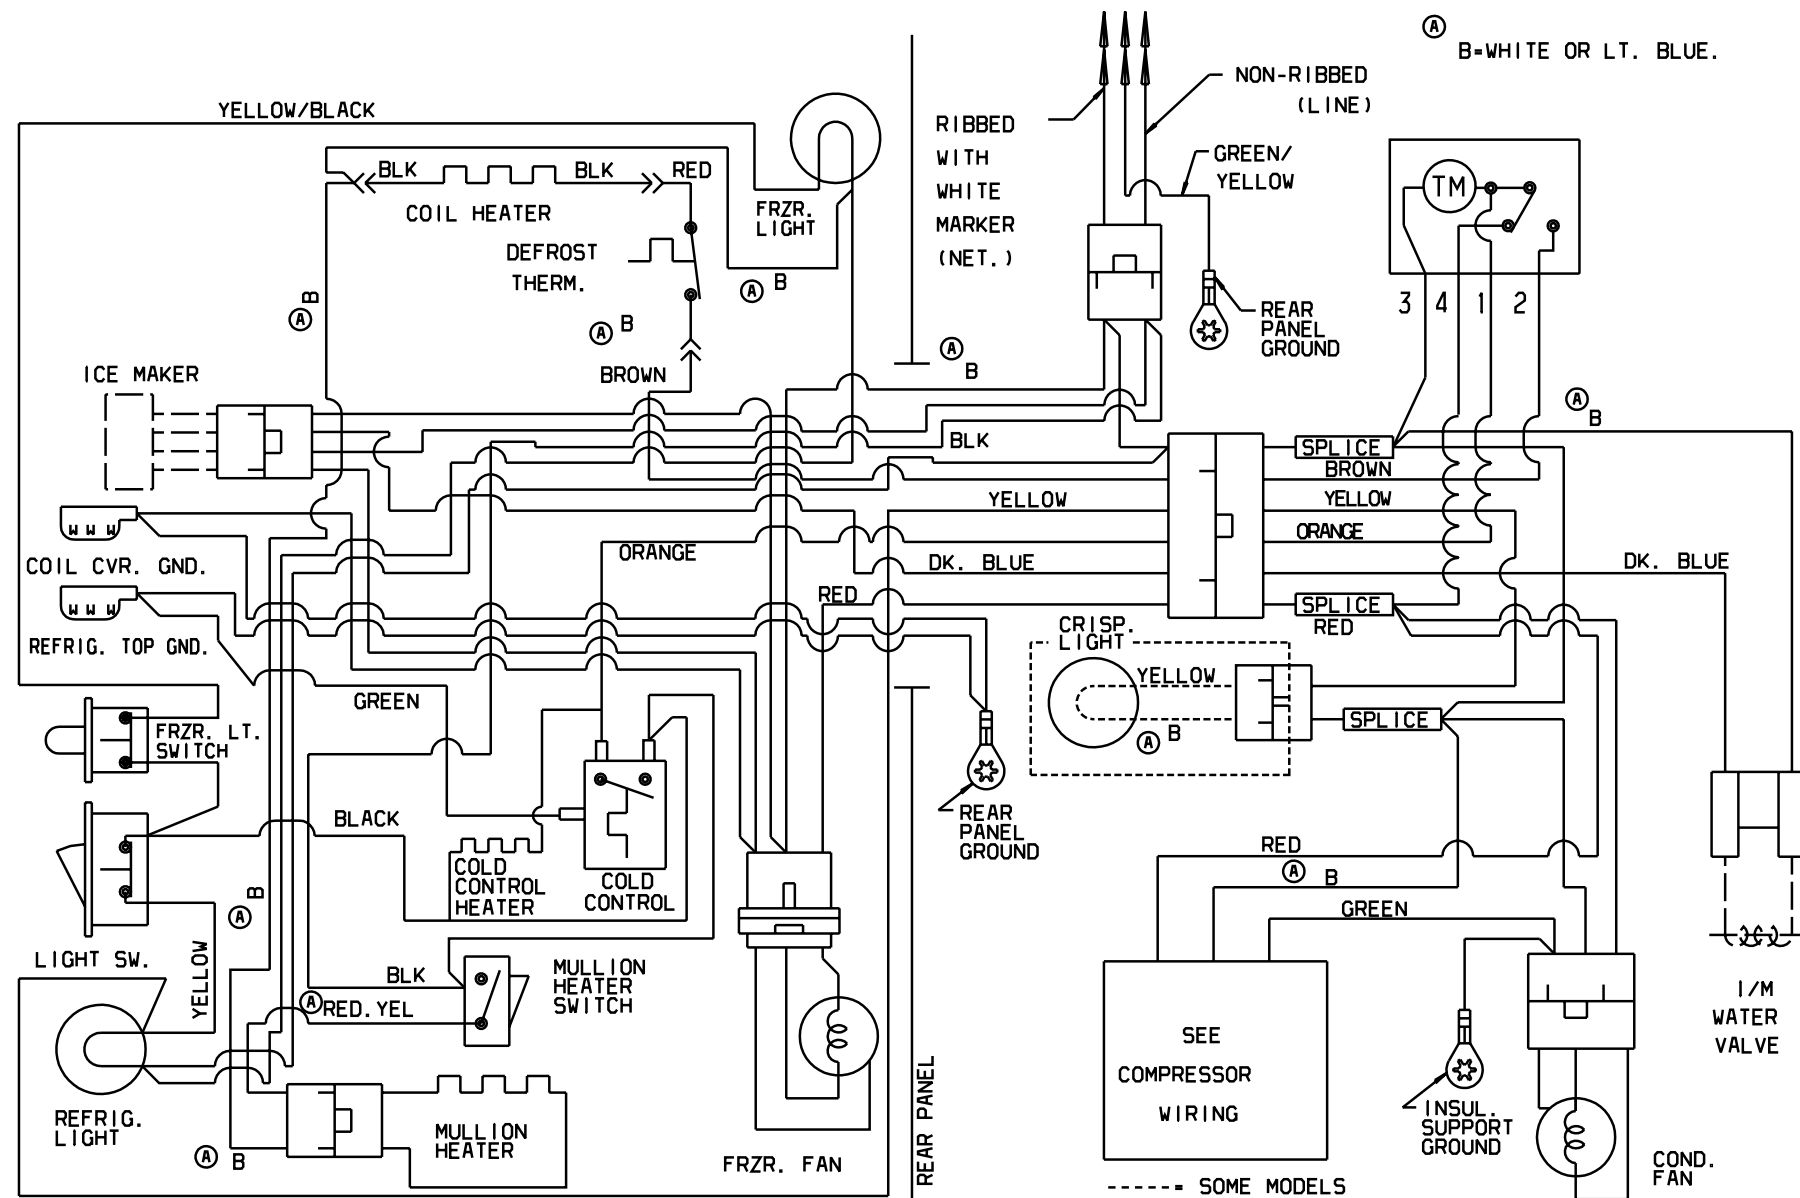 A
B=WHITE OR LT. BLUE.
NON-RIBBED
(LINE)
YELLOW/BLACK
RIBBED
WITH
WHITE
MARKER
(NET.)
GREEN/
YELLOW
BLK
BLK
RED
COIL HEATER
FRZR.
LIGHT
TM
DEFROST
THERM.
A B
A B
A B
3 4 1 2
REAR
PANEL
GROUND
BROWN
A
B
ICE MAKER
A
B
BLK
SPLICE
BROWN
YELLOW
YELLOW
ORANGE
ORANGE
DK. BLUE
DK. BLUE
COIL CVR. GND.
RED
SPLICE
RED
CRISP.
LIGHT
REFRIG. TOP GND.
YELLOW
GREEN
SPLICE
A B
FRZR. LT.
SWITCH
BLACK
REAR
PANEL
GROUND
RED
A
B
COLD
CONTROL
HEATER
COLD
CONTROL
GREEN
A B
LIGHT SW.
YELLOW
BLK
A RED.YEL
MULLION
HEATER
SWITCH
I/M
WATER
VALVE
SEE
COMPRESSOR
WIRING
REFRIG.
LIGHT
MULLION
HEATER
A B
FRZR. FAN
REAR PANEL
INSUL.
SUPPORT
GROUND
COND.
FAN
= SOME MODELS